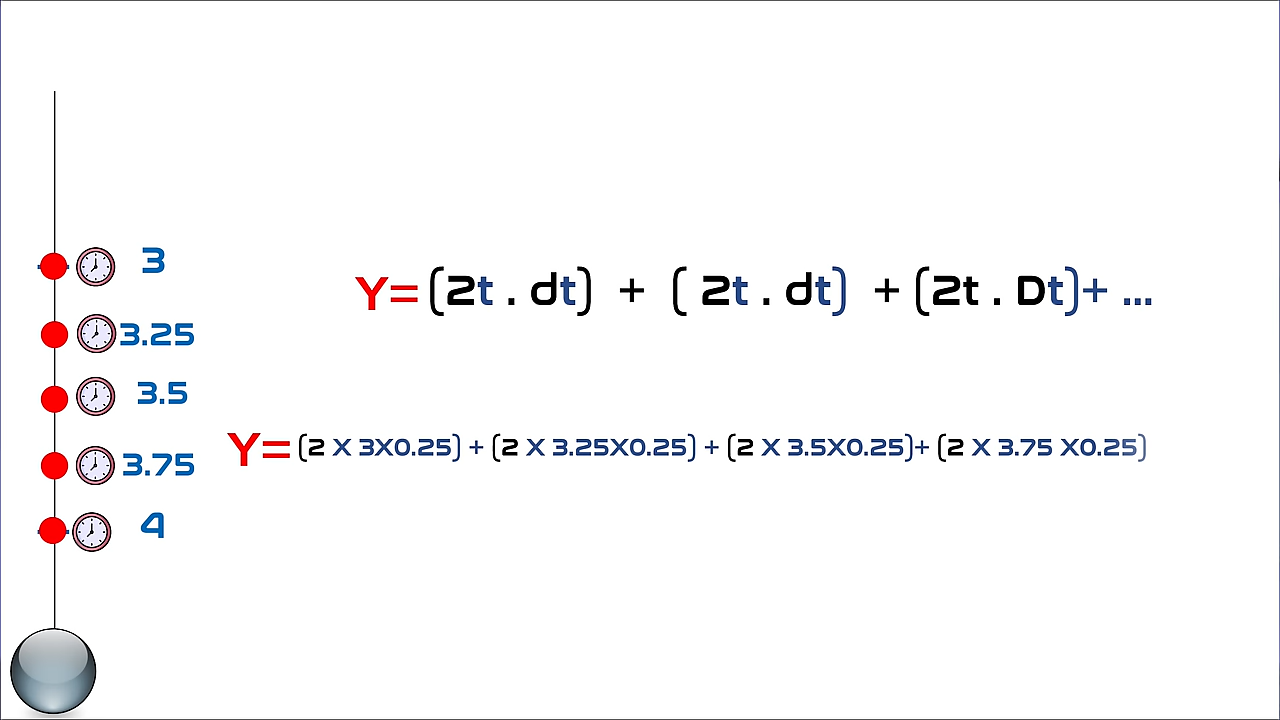 3
3.25
3.5
3.75
4
Y= (2t . dt) + ( 2t . dt) + (2t . Dt)+ ...
Y= (2 X 3X0.25) + (2 X 3.25X0.25) + (2 X 3.5X0.25)+ (2 X 3.75 X0.25)